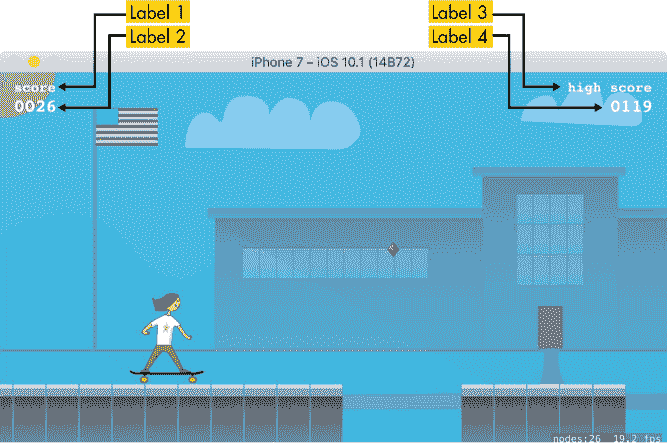 Label 1
Label 2
Label 3
Label 4
iPhone 7 – iOS 10.1 (14B72)
score
0026
high score
0119
nodes:26 19.2 fps